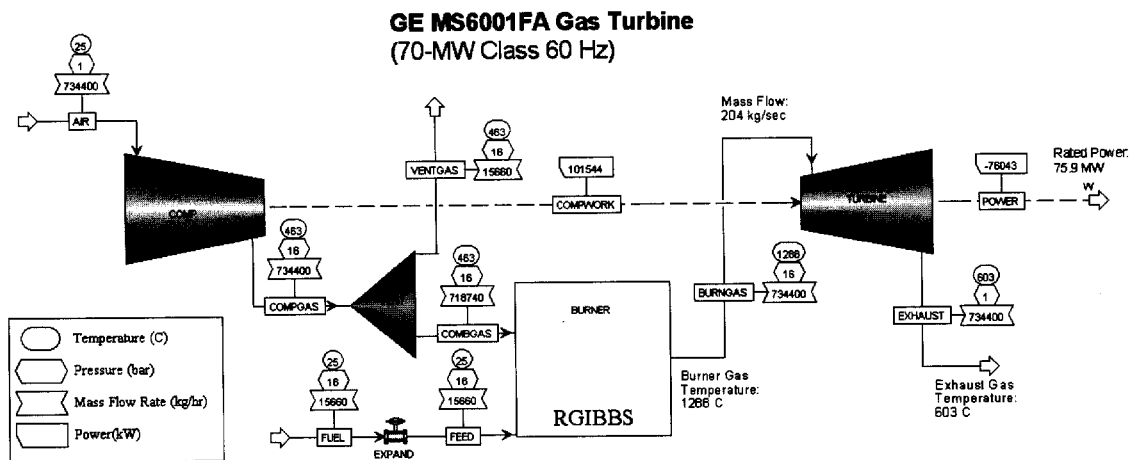 GE MS6001FA Gas Turbine
(70-MW Class 60 Hz)
25
1
734400
AIR
COMP
463
16
734400
COMPGAS
VENTGAS
463
16
15660
463
16
718740
COMBGAS
101544
COMPWORK
Mass Flow:
204 kg/sec
TURBINE
-76043
POWER
Rated Power:
75.9 MW
W
1288
16
734400
BURNGAS
603
1
734400
EXHAUST
Exhaust Gas
Temperature:
603 C
BURNER
RGIBBS
Burner Gas
Temperature:
1288 C
25
16
15660
FUEL
EXPAND
25
16
15660
FEED
Temperature (C)
Pressure (bar)
Mass Flow Rate (kg/hr)
Power(kW)